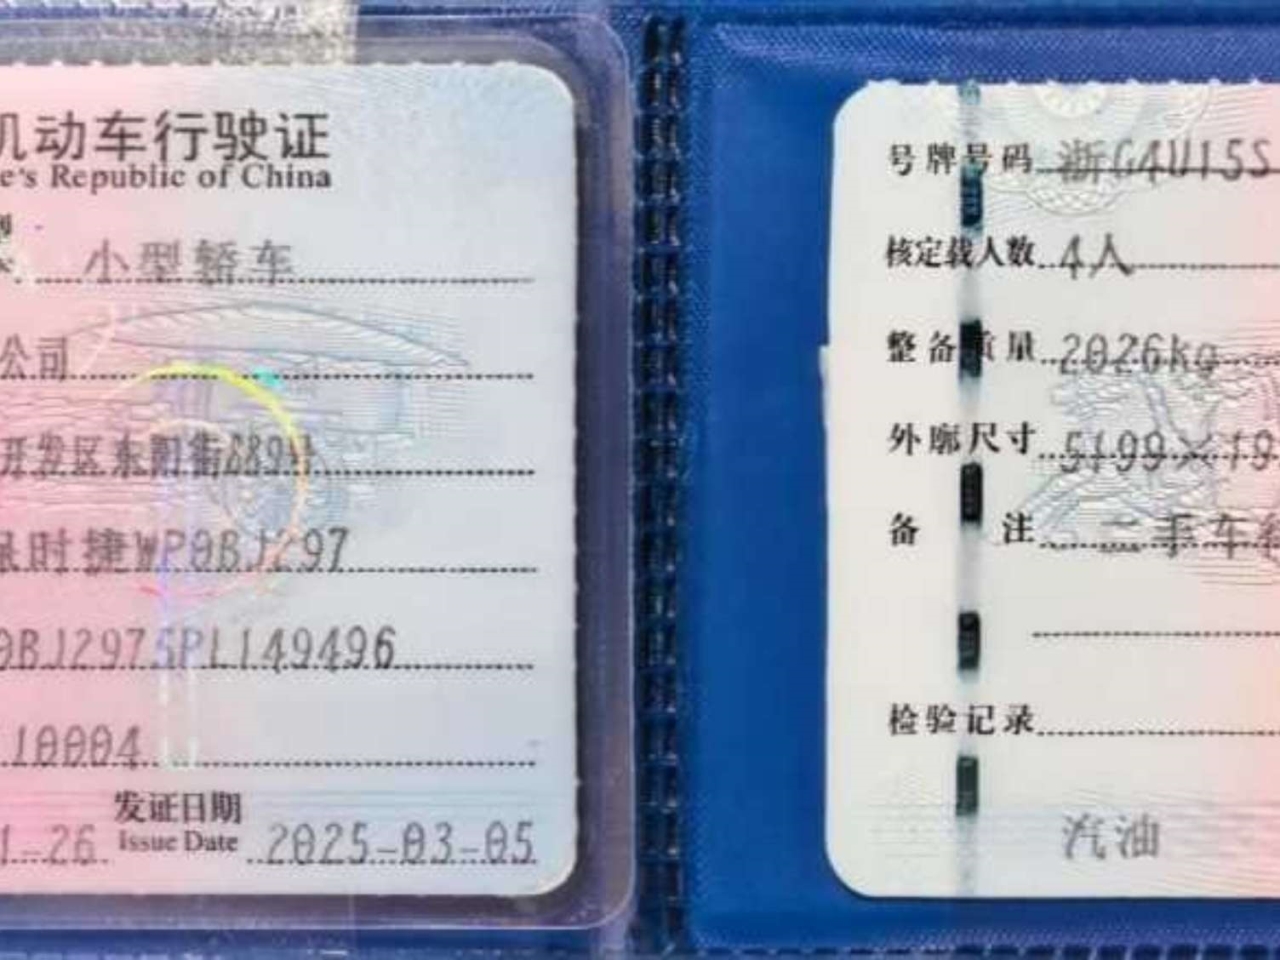 机动车行驶证
e's Republic of China
小型轿车
公司
开发区东阳街889号
保时捷WP0BJ297
0BJ2975PL149496
10004
发证日期
1-26 Issue Date 2025-03-05
号牌号码 浙G4U15S
核定载人数 4人
整备质量 2026kg
外廓尺寸 5199×19
备 注 二手车
检验记录
汽油